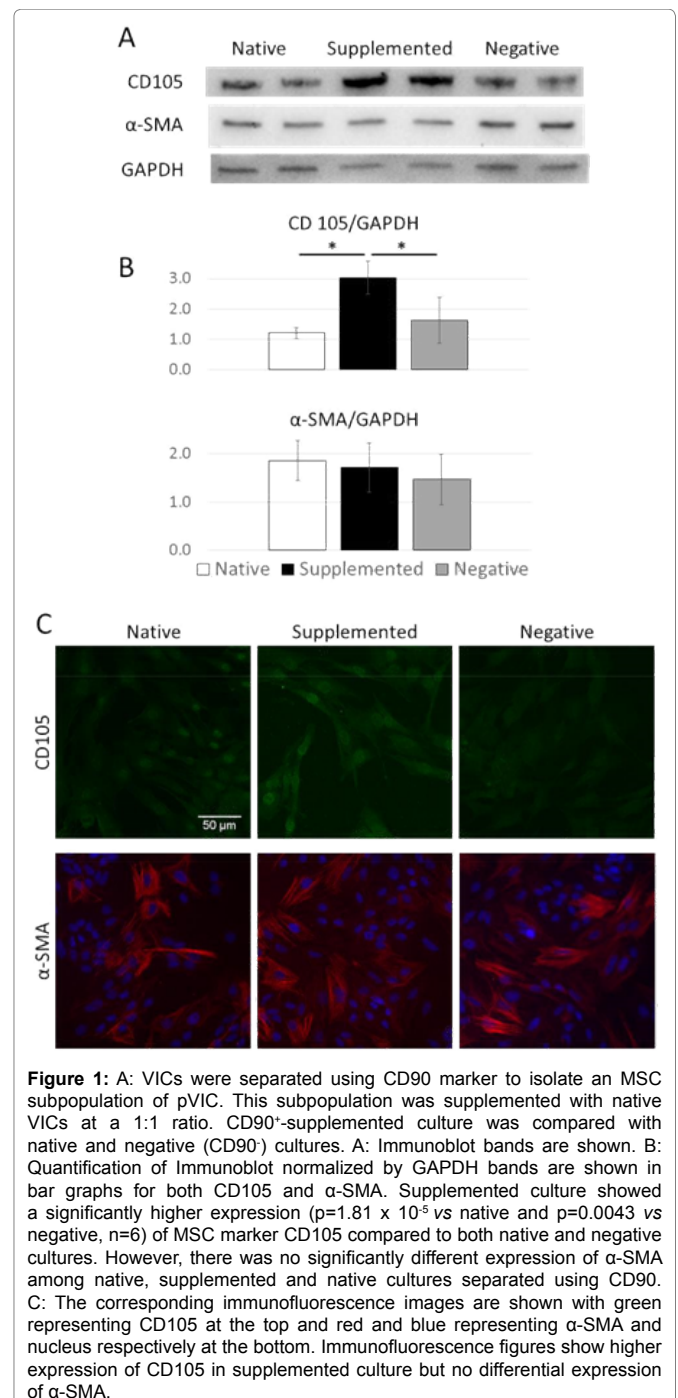 A
Native Supplemented Negative
CD105
α-SMA
GAPDH
CD 105/GAPDH
B
* *
3.0
2.0
1.0
0.0
α-SMA/GAPDH
2.0
1.0
0.0
Native Supplemented Negative
C
Native Supplemented Negative
CD105
50 µm
α-SMA
Figure 1: A: VICs were separated using CD90 marker to isolate an MSC
subpopulation of pVIC. This subpopulation was supplemented with native
VICs at a 1:1 ratio. CD90⁺-supplemented culture was compared with
native and negative (CD90⁻) cultures. A: Immunoblot bands are shown. B:
Quantification of Immunoblot normalized by GAPDH bands are shown in
bar graphs for both CD105 and α-SMA. Supplemented culture showed
a significantly higher expression (p=1.81 x 10⁻⁵ vs native and p=0.0043 vs
negative, n=6) of MSC marker CD105 compared to both native and negative
cultures. However, there was no significantly different expression of α-SMA
among native, supplemented and native cultures separated using CD90.
C: The corresponding immunofluorescence images are shown with green
representing CD105 at the top and red and blue representing α-SMA and
nucleus respectively at the bottom. Immunofluorescence figures show higher
expression of CD105 in supplemented culture but no differential expression
of α-SMA.